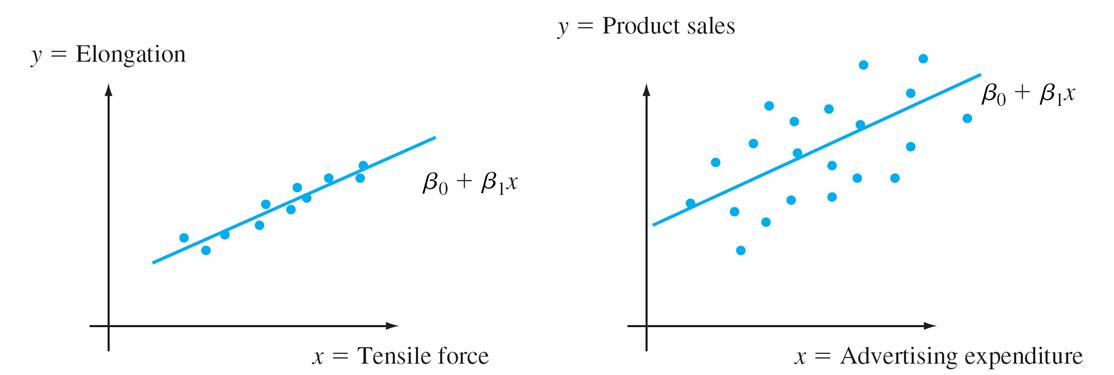 y = Elongation
β₀ + β₁x
x = Tensile force
y = Product sales
β₀ + β₁x
x = Advertising expenditure